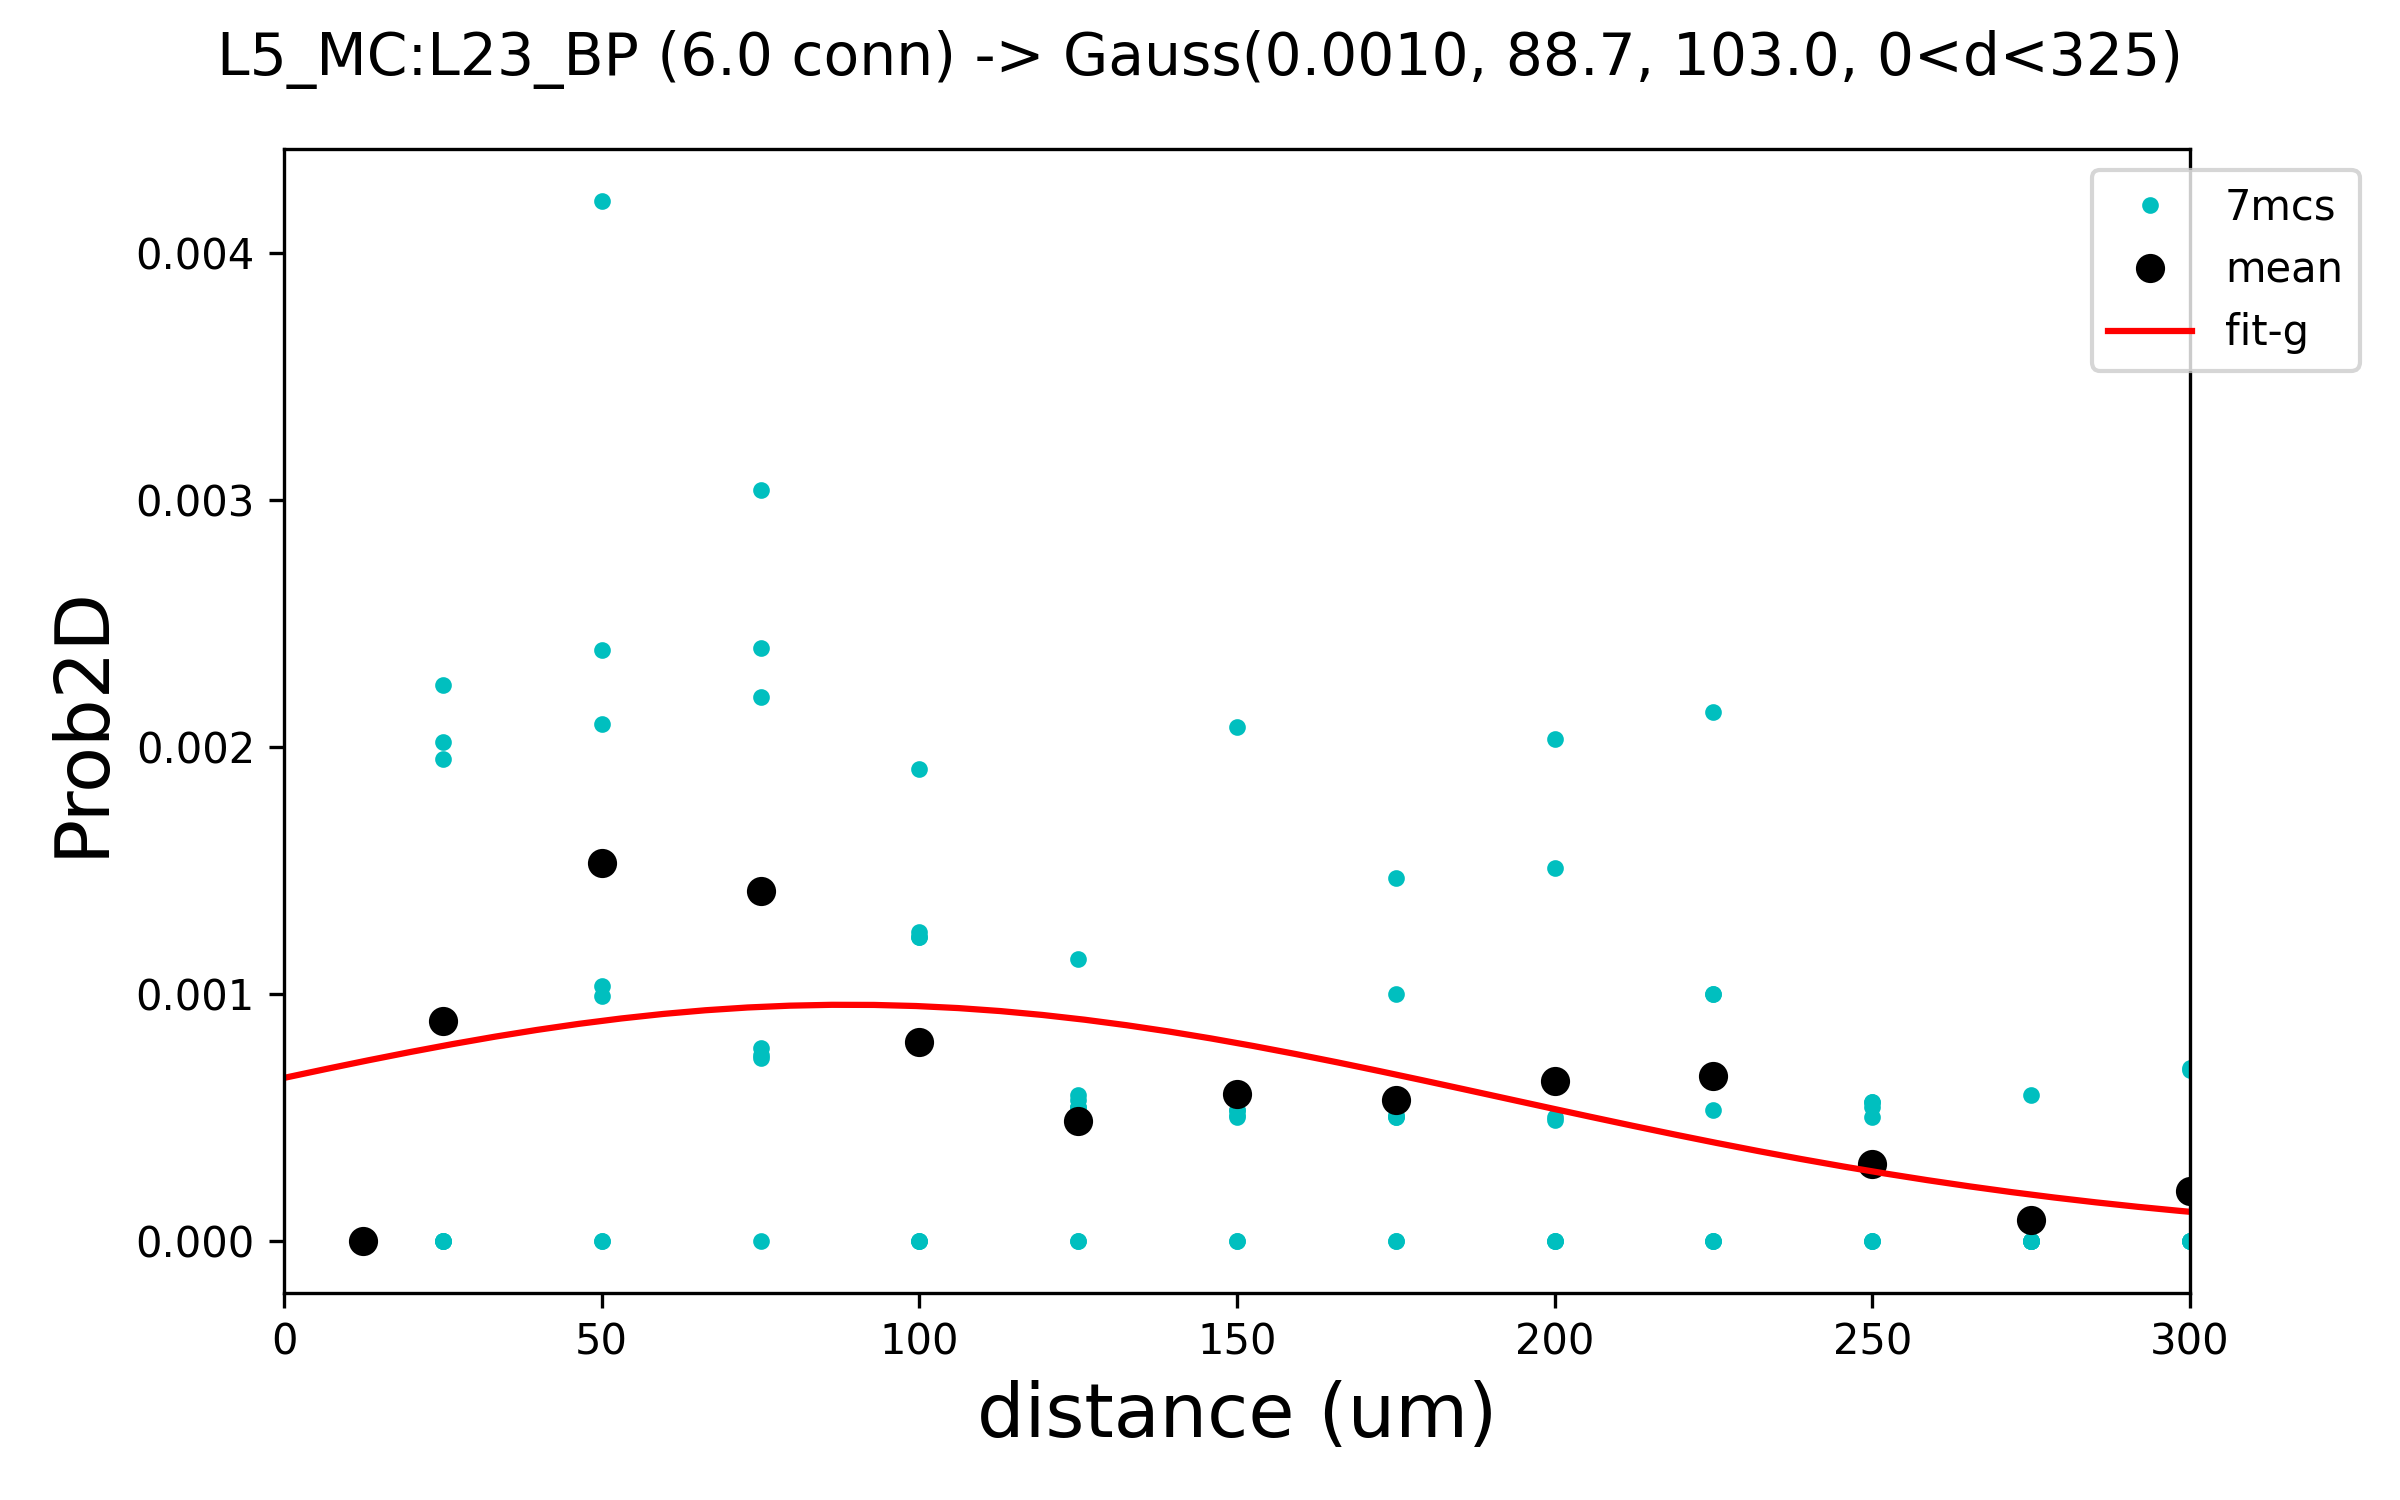 L5_MC:L23_BP (6.0 conn) -> Gauss(0.0010, 88.7, 103.0, 0<d<325)
7mcs
mean
fit-g
Prob2D
0.004
0.003
0.002
0.001
0.000
0 50 100 150 200 250 300
distance (um)